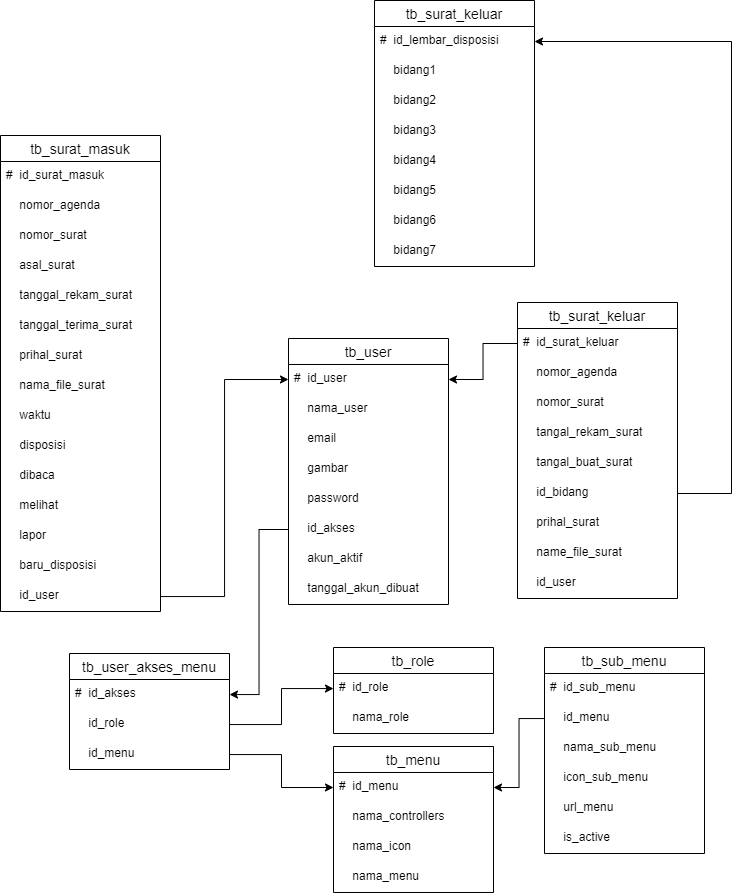 tb_surat_keluar
# id_lembar_disposisi
bidang1
bidang2
bidang3
bidang4
bidang5
bidang6
bidang7
tb_surat_masuk
# id_surat_masuk
nomor_agenda
nomor_surat
asal_surat
tanggal_rekam_surat
tanggal_terima_surat
prihal_surat
nama_file_surat
waktu
disposisi
dibaca
melihat
lapor
baru_disposisi
id_user
tb_user
# id_user
nama_user
email
gambar
password
id_akses
akun_aktif
tanggal_akun_dibuat
tb_surat_keluar
# id_surat_keluar
nomor_agenda
nomor_surat
tangal_rekam_surat
tangal_buat_surat
id_bidang
prihal_surat
name_file_surat
id_user
tb_user_akses_menu
# id_akses
id_role
id_menu
tb_role
# id_role
nama_role
tb_menu
# id_menu
nama_controllers
nama_icon
nama_menu
tb_sub_menu
# id_sub_menu
id_menu
nama_sub_menu
icon_sub_menu
url_menu
is_active